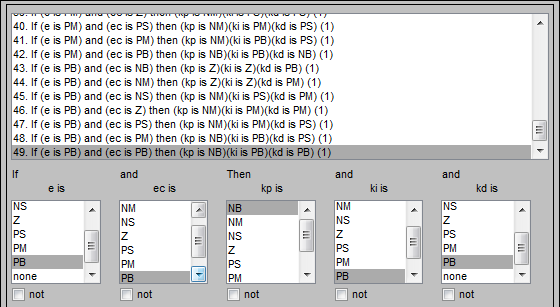 40. If (e is PM) and (ec is PS) then (kp is NM)(ki is PM)(kd is PS) (1)
41. If (e is PM) and (ec is PM) then (kp is NM)(ki is PB)(kd is PS) (1)
42. If (e is PM) and (ec is PB) then (kp is NB)(ki is PB)(kd is NB) (1)
43. If (e is PB) and (ec is NB) then (kp is Z)(ki is Z)(kd is PS) (1)
44. If (e is PB) and (ec is NM) then (kp is Z)(ki is Z)(kd is PM) (1)
45. If (e is PB) and (ec is NS) then (kp is NM)(ki is PS)(kd is PM) (1)
46. If (e is PB) and (ec is Z) then (kp is NM)(ki is PM)(kd is PM) (1)
47. If (e is PB) and (ec is PS) then (kp is NM)(ki is PM)(kd is PS) (1)
48. If (e is PB) and (ec is PM) then (kp is NB)(ki is PB)(kd is PS) (1)
49. If (e is PB) and (ec is PB) then (kp is NB)(ki is PB)(kd is PB) (1)
If and Then and and
e is ec is kp is ki is kd is
NS NM NB NS NS
Z NS NM Z Z
PS Z NS PS PS
PM PS Z PM PM
PB PM PS PB PB
none PB PM none
not not not not